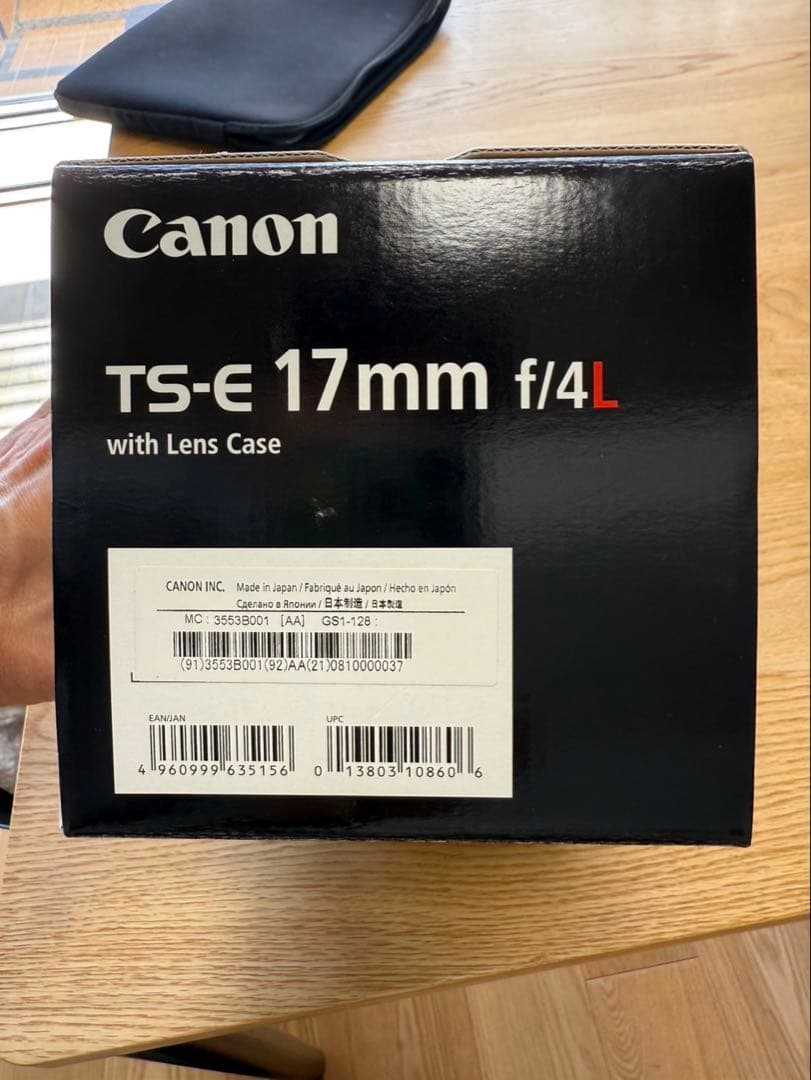 Canon
TS-E 17mm f/4L
with Lens Case
CANON INC. Made in Japan / Fabriqué au Japon / Hecho en Japón
Сделано в Японии / 日本制造 / 日本製造
MC : 3553B001 [AA] GS1-128 :
(91)3553B001(92)AA(21)0810000037
EAN/JAN
4 960999 635156
UPC
0 13803 10860 6